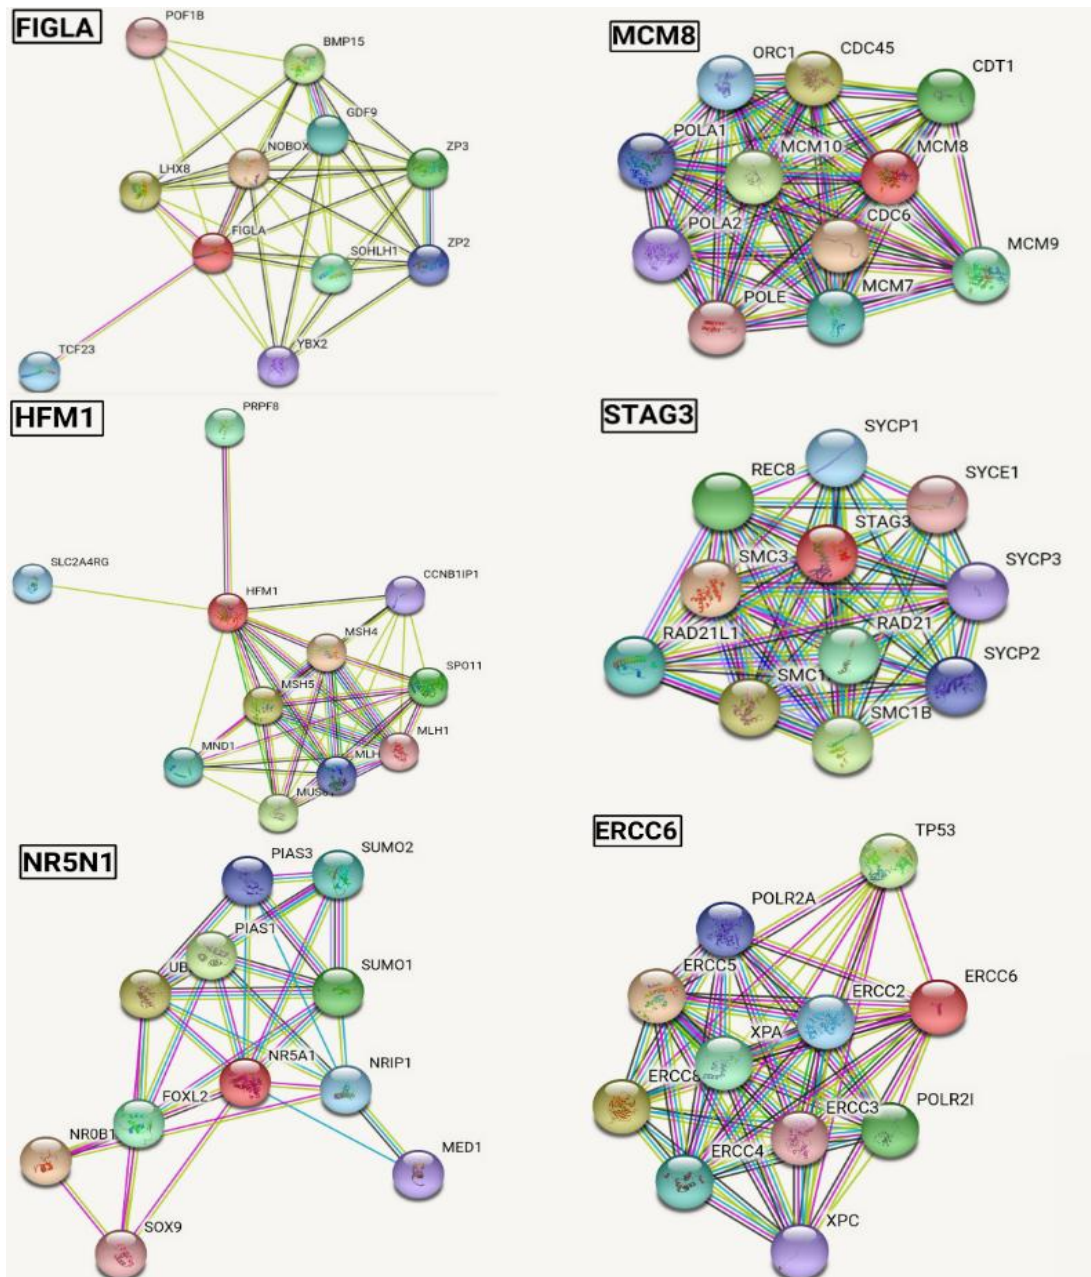 FIGLA
POF1B
BMP15
GDF9
NOBOX
ZP3
LHX8
FIGLA
SOHLH1
ZP2
TCF23
YBX2
MCM8
ORC1
CDC45
CDT1
POLA1
MCM10
MCM8
POLA2
CDC6
MCM9
POLE
MCM7
HFM1
PRPF8
SLC2A4RG
HFM1
CCNB1IP1
MSH4
SPO11
MSH5
MND1
MLH
MLH1
STAG3
SYCP1
REC8
SYCE1
STAG3
SMC3
SYCP3
RAD21L1
RAD21
SYCP2
SMC1
SMC1B
NR5N1
PIAS3
SUMO2
PIAS1
UB
SUMO1
NR5A1
NRIP1
FOXL2
NR0B1
MED1
SOX9
ERCC6
TP53
POLR2A
ERCC5
ERCC6
ERCC2
XPA
ERCC8
ERCC3
POLR2I
ERCC4
XPC